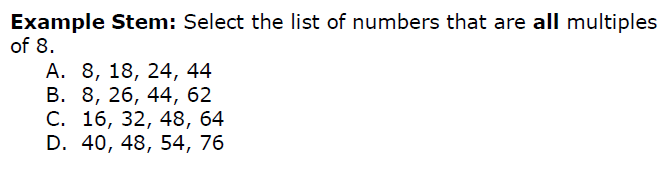 Example Stem: Select the list of numbers that are all multiples
of 8.
A. 8, 18, 24, 44
B. 8, 26, 44, 62
C. 16, 32, 48, 64
D. 40, 48, 54, 76